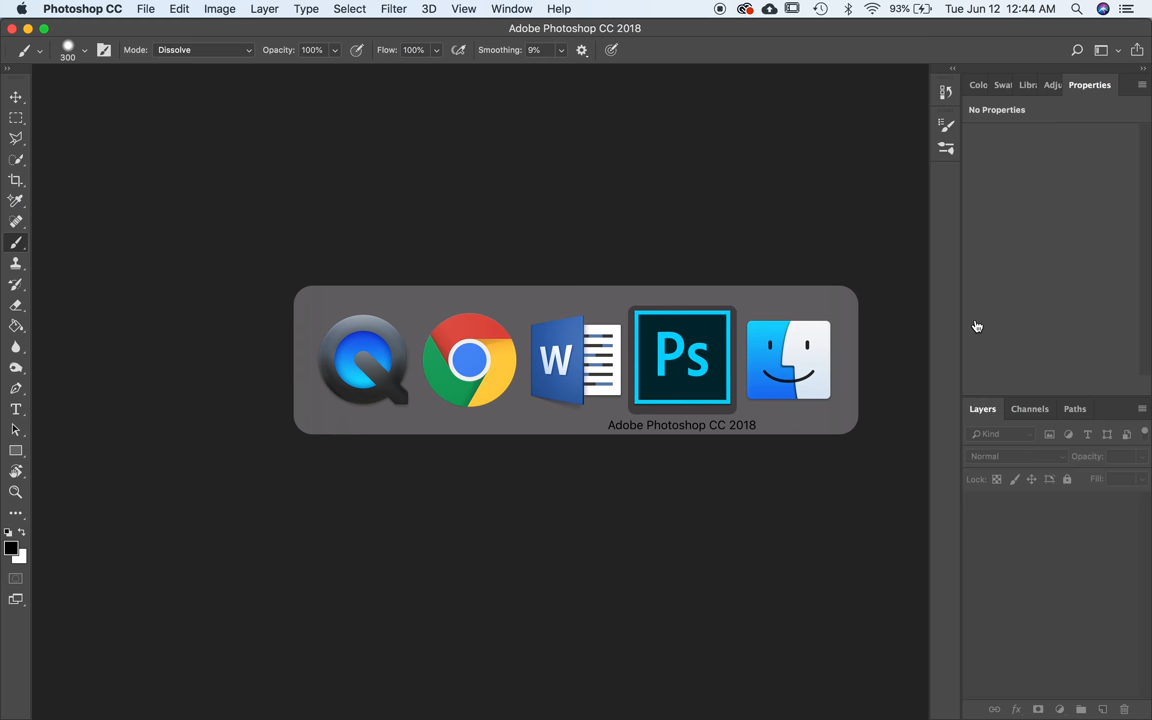 Photoshop CC File Edit Image Layer Type Select Filter 3D View Window Help 93% Tue Jun 12 12:44 AM
Adobe Photoshop CC 2018
300 Mode: Dissolve Opacity: 100% Flow: 100% Smoothing: 9%
Colo Swat Libra Adju Properties
No Properties
W Ps
Adobe Photoshop CC 2018
Layers Channels Paths
Kind
Normal Opacity:
Lock: Fill:
fx